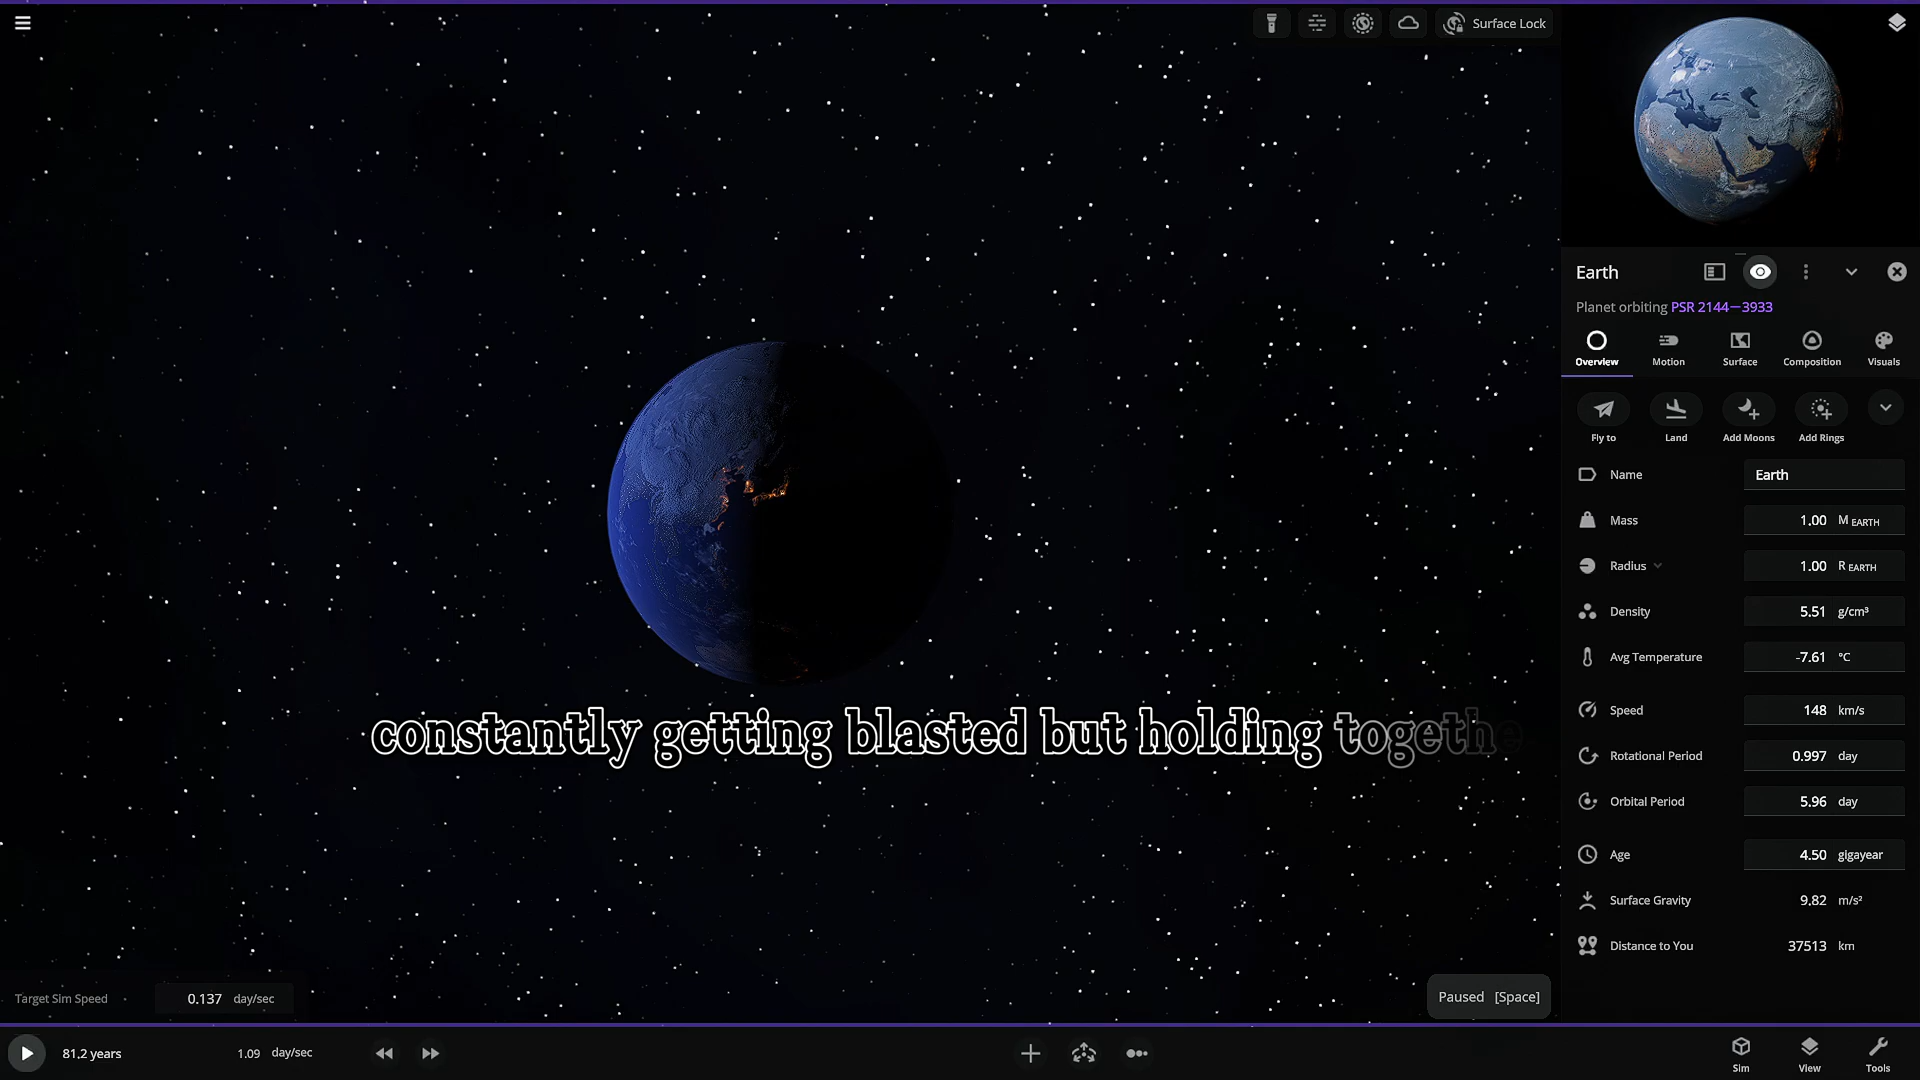 Surface Lock
Earth
Planet orbiting PSR 2144—3933
Overview Motion Surface Composition Visuals
Fly to Land Add Moons Add Rings
Name Earth
Mass 1.00 M EARTH
Radius 1.00 R EARTH
Density 5.51 g/cm³
Avg Temperature -7.61 °C
Speed 148 km/s
Rotational Period 0.997 day
Orbital Period 5.96 day
Age 4.50 gigayear
Surface Gravity 9.82 m/s²
Distance to You 37513 km
constantly getting blasted but holding togethe
Target Sim Speed 0.137 day/sec
Paused [Space]
81.2 years 1.09 day/sec
Sim View Tools